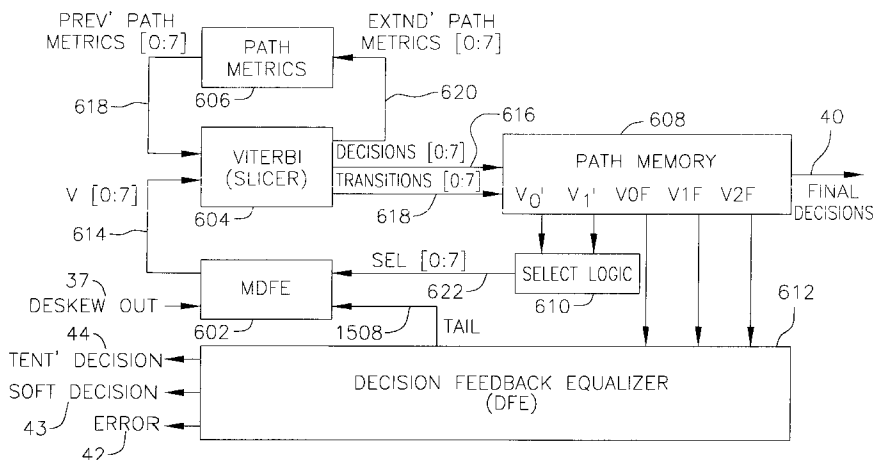 PREV' PATH
METRICS [0:7]
EXTND' PATH
METRICS [0:7]
PATH
METRICS
606
618
620
616
VITERBI
(SLICER)
604
DECISIONS [0:7]
TRANSITIONS [0:7]
618
608
PATH MEMORY
V0' V1' V0F V1F V2F
40
FINAL
DECISIONS
V [0:7]
614
SEL [0:7]
622
SELECT LOGIC
610
37
DESKEW OUT
MDFE
602
1508
TAIL
612
44
TENT' DECISION
SOFT DECISION
43
ERROR
42
DECISION FEEDBACK EQUALIZER
(DFE)